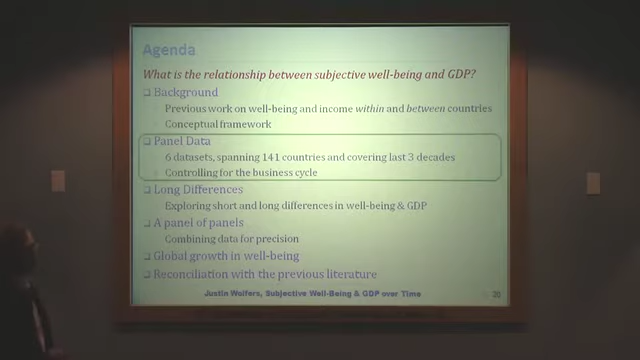 Agenda
What is the relationship between subjective well-being and GDP?
Background
Previous work on well-being and income within and between countries
Conceptual framework
Panel Data
6 datasets, spanning 141 countries and covering last 3 decades
Controlling for the business cycle
Long Differences
Exploring short and long differences in well-being & GDP
A panel of panels
Combining data for precision
Global growth in well-being
Reconciliation with the previous literature
Justin Wolfers, Subjective Well-Being & GDP over Time